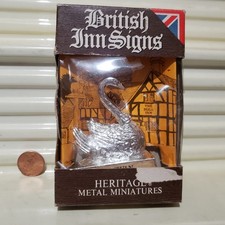 British
Inn Signs
HERITAGE
METAL MINIATURES